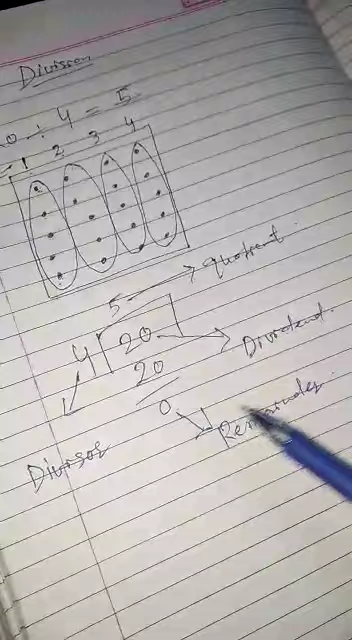 Division
20 ÷ 4 = 5
1 2 3 4
5 quotient
4 20 Dividend
20
0 Remainder
Divisor